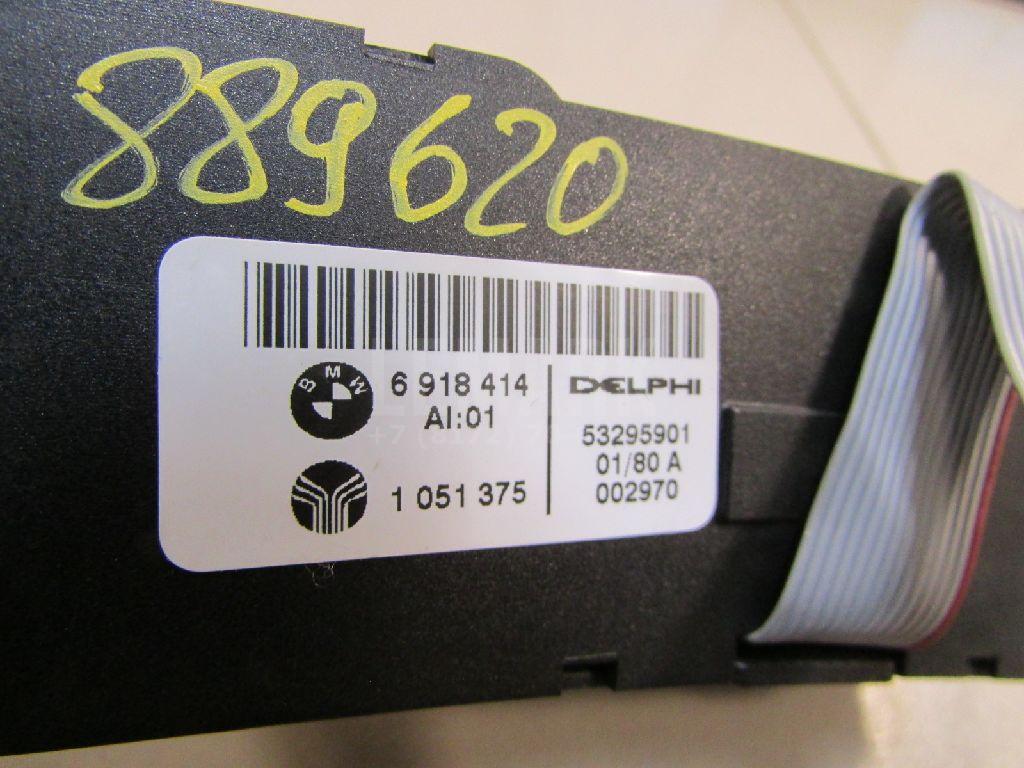 889620
BMW
6 918 414
AI:01
1 051 375
DELPHI
53295901
01/80 A
002970